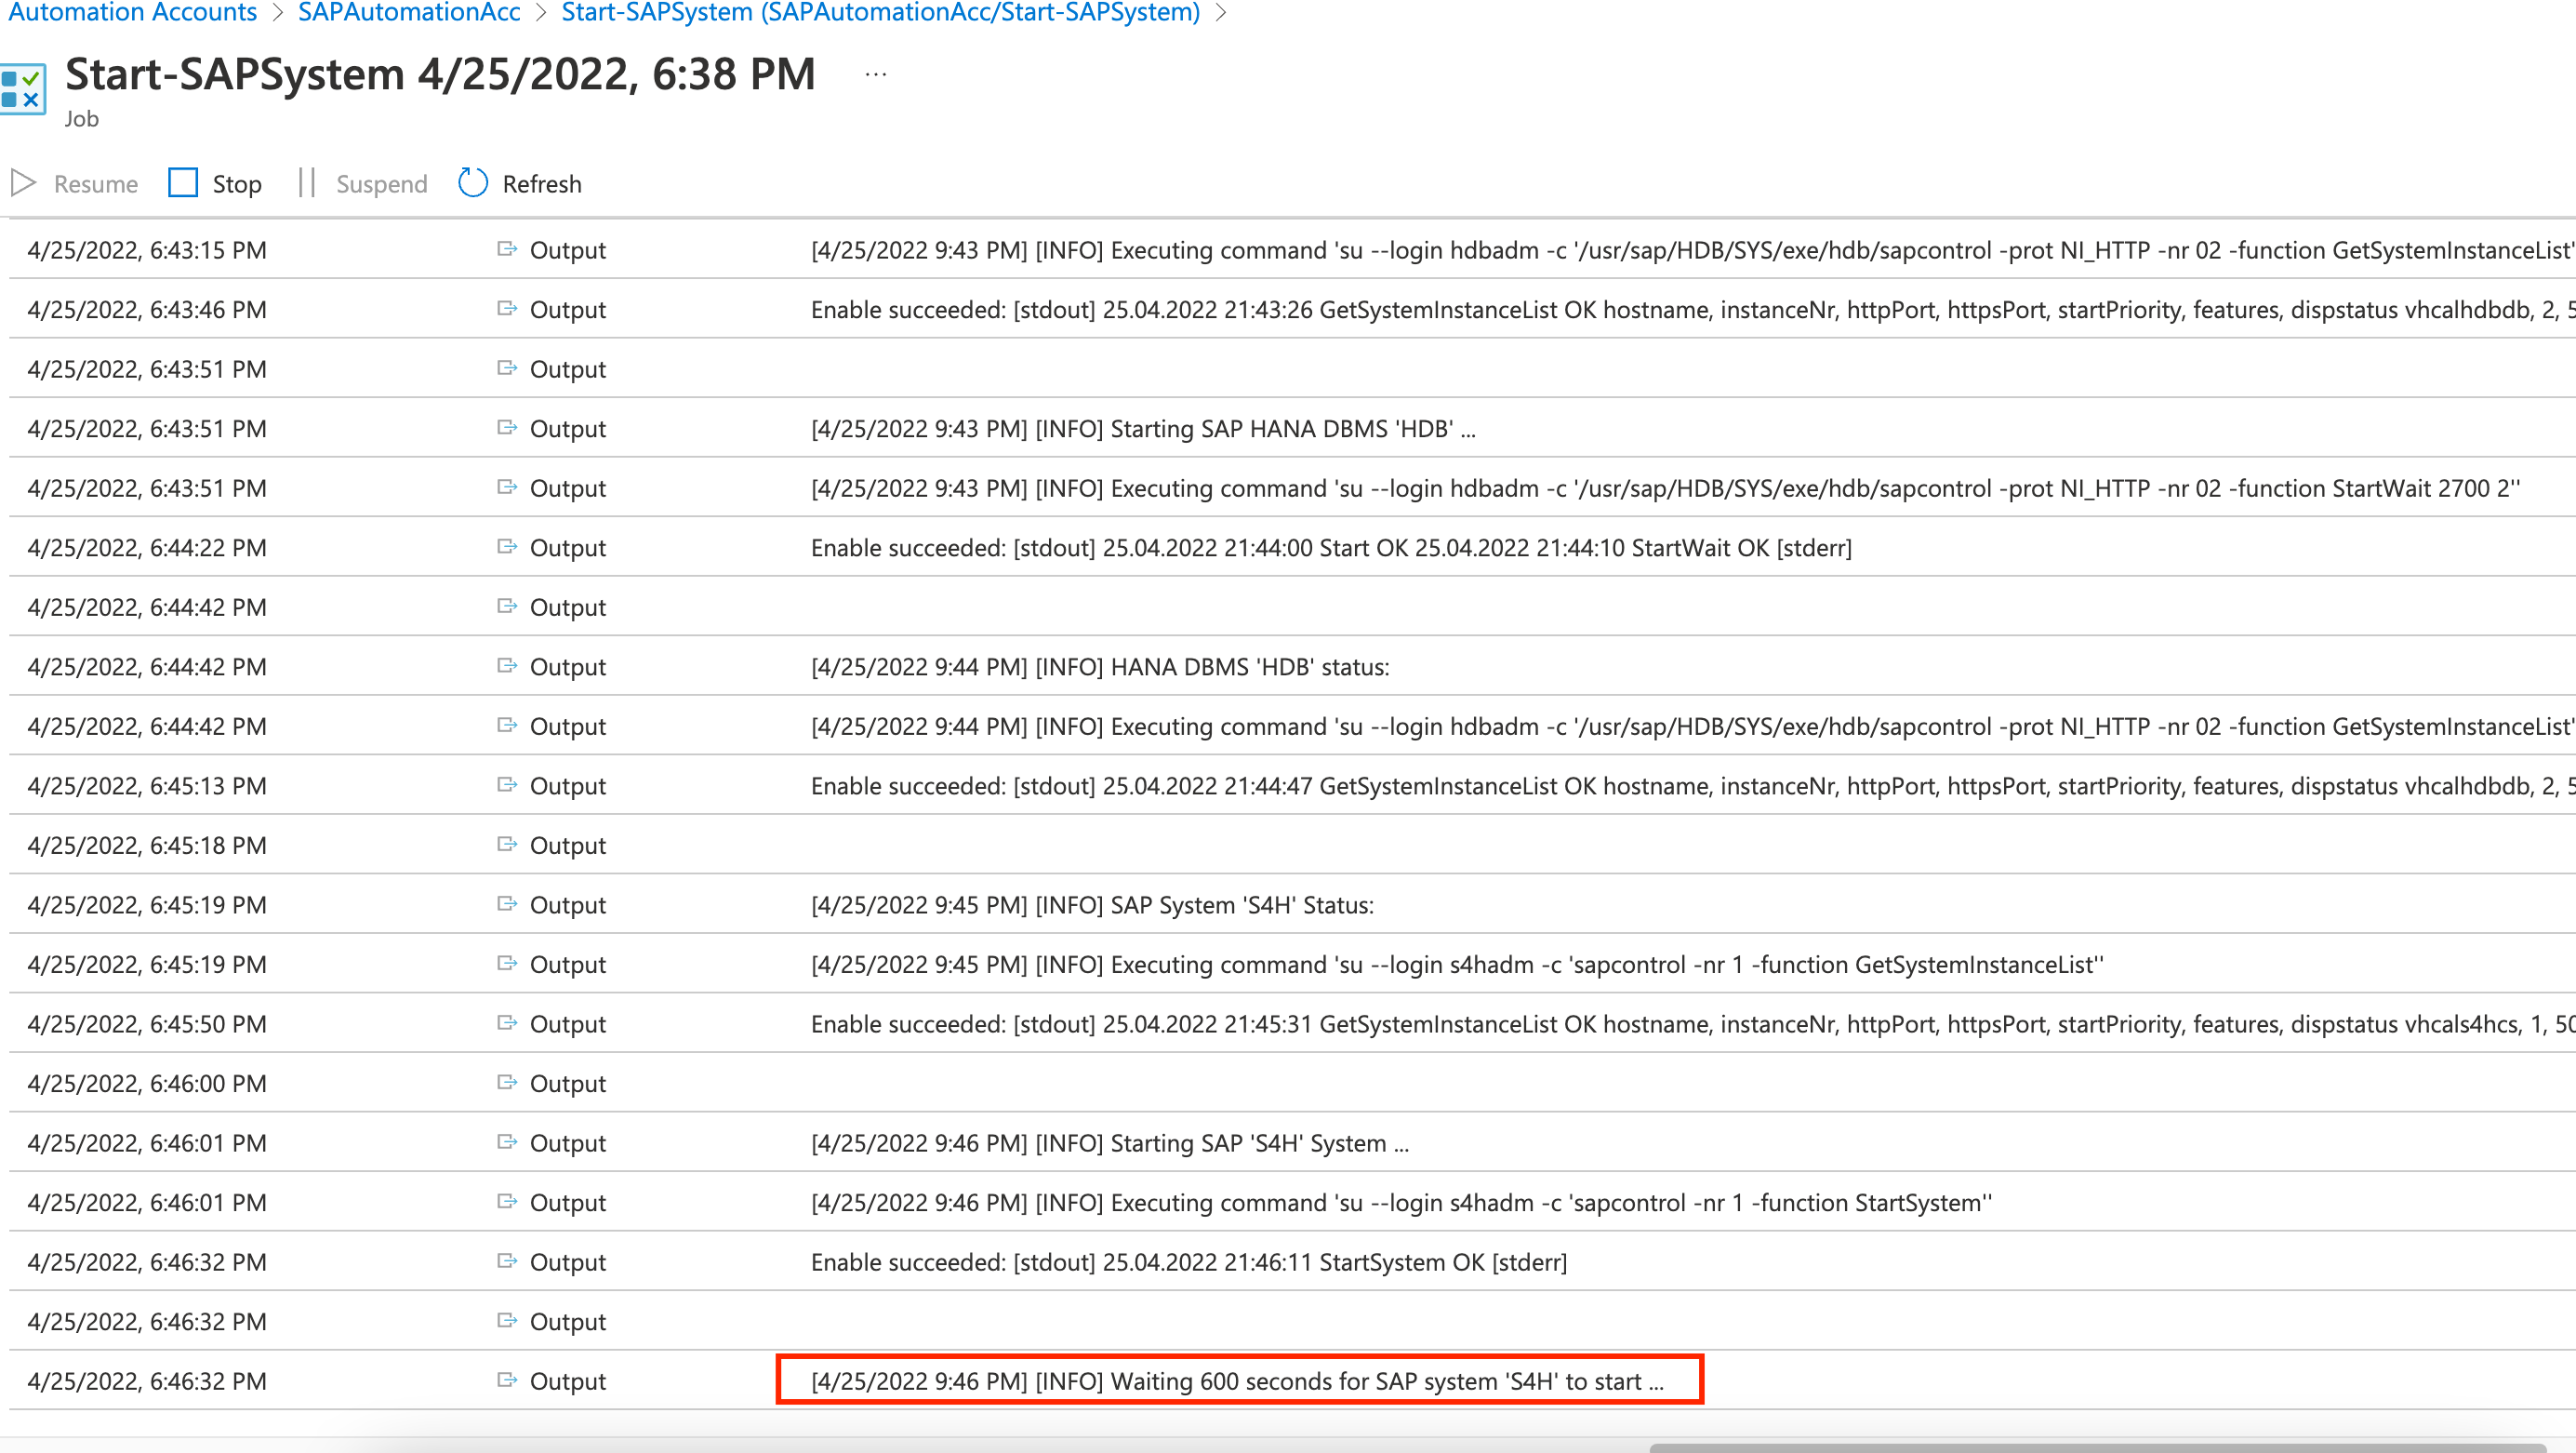 Automation Accounts > SAPAutomationAcc > Start-SAPSystem (SAPAutomationAcc/Start-SAPSystem) >
Start-SAPSystem 4/25/2022, 6:38 PM ...
Job
Resume Stop Suspend Refresh
4/25/2022, 6:43:15 PM Output [4/25/2022 9:43 PM] [INFO] Executing command 'su --login hdbadm -c '/usr/sap/HDB/SYS/exe/hdb/sapcontrol -prot NI_HTTP -nr 02 -function GetSystemInstanceList'
4/25/2022, 6:43:46 PM Output Enable succeeded: [stdout] 25.04.2022 21:43:26 GetSystemInstanceList OK hostname, instanceNr, httpPort, httpsPort, startPriority, features, dispstatus vhcalhdbdb, 2, 5
4/25/2022, 6:43:51 PM Output
4/25/2022, 6:43:51 PM Output [4/25/2022 9:43 PM] [INFO] Starting SAP HANA DBMS 'HDB' ...
4/25/2022, 6:43:51 PM Output [4/25/2022 9:43 PM] [INFO] Executing command 'su --login hdbadm -c '/usr/sap/HDB/SYS/exe/hdb/sapcontrol -prot NI_HTTP -nr 02 -function StartWait 2700 2''
4/25/2022, 6:44:22 PM Output Enable succeeded: [stdout] 25.04.2022 21:44:00 Start OK 25.04.2022 21:44:10 StartWait OK [stderr]
4/25/2022, 6:44:42 PM Output
4/25/2022, 6:44:42 PM Output [4/25/2022 9:44 PM] [INFO] HANA DBMS 'HDB' status:
4/25/2022, 6:44:42 PM Output [4/25/2022 9:44 PM] [INFO] Executing command 'su --login hdbadm -c '/usr/sap/HDB/SYS/exe/hdb/sapcontrol -prot NI_HTTP -nr 02 -function GetSystemInstanceList'
4/25/2022, 6:45:13 PM Output Enable succeeded: [stdout] 25.04.2022 21:44:47 GetSystemInstanceList OK hostname, instanceNr, httpPort, httpsPort, startPriority, features, dispstatus vhcalhdbdb, 2, 5
4/25/2022, 6:45:18 PM Output
4/25/2022, 6:45:19 PM Output [4/25/2022 9:45 PM] [INFO] SAP System 'S4H' Status:
4/25/2022, 6:45:19 PM Output [4/25/2022 9:45 PM] [INFO] Executing command 'su --login s4hadm -c 'sapcontrol -nr 1 -function GetSystemInstanceList''
4/25/2022, 6:45:50 PM Output Enable succeeded: [stdout] 25.04.2022 21:45:31 GetSystemInstanceList OK hostname, instanceNr, httpPort, httpsPort, startPriority, features, dispstatus vhcals4hcs, 1, 50
4/25/2022, 6:46:00 PM Output
4/25/2022, 6:46:01 PM Output [4/25/2022 9:46 PM] [INFO] Starting SAP 'S4H' System ...
4/25/2022, 6:46:01 PM Output [4/25/2022 9:46 PM] [INFO] Executing command 'su --login s4hadm -c 'sapcontrol -nr 1 -function StartSystem''
4/25/2022, 6:46:32 PM Output Enable succeeded: [stdout] 25.04.2022 21:46:11 StartSystem OK [stderr]
4/25/2022, 6:46:32 PM Output
4/25/2022, 6:46:32 PM Output [4/25/2022 9:46 PM] [INFO] Waiting 600 seconds for SAP system 'S4H' to start ...